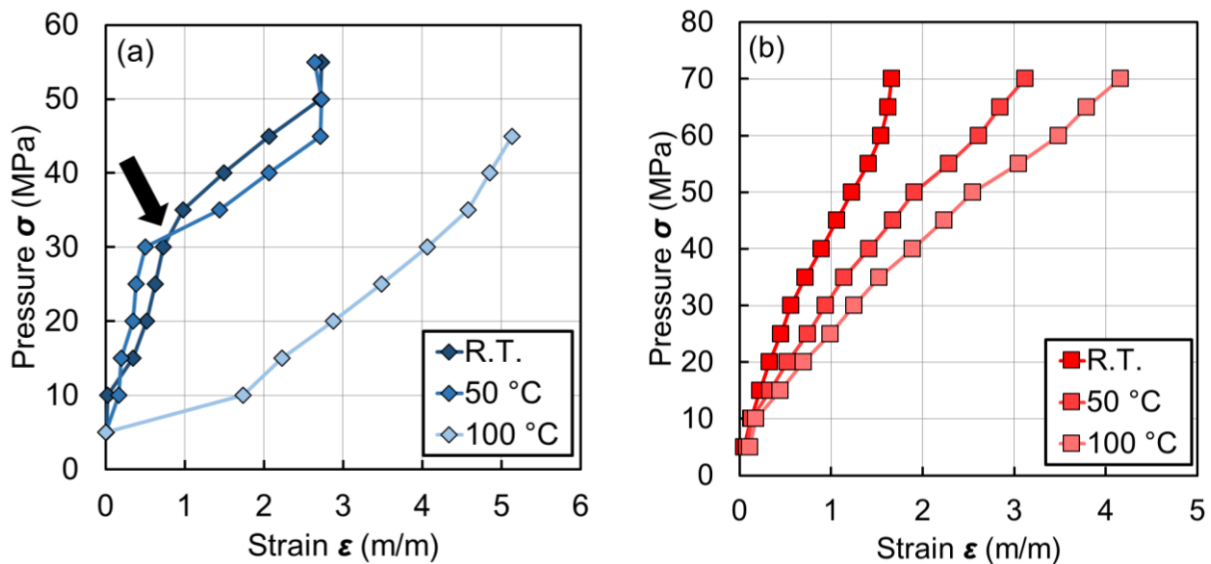 (a)
60
50
40
30
20
10
0
0 1 2 3 4 5 6
Pressure σ (MPa)
Strain ε (m/m)
R.T.
50 °C
100 °C
(b)
80
70
60
50
40
30
20
10
0
0 1 2 3 4 5
Pressure σ (MPa)
Strain ε (m/m)
R.T.
50 °C
100 °C